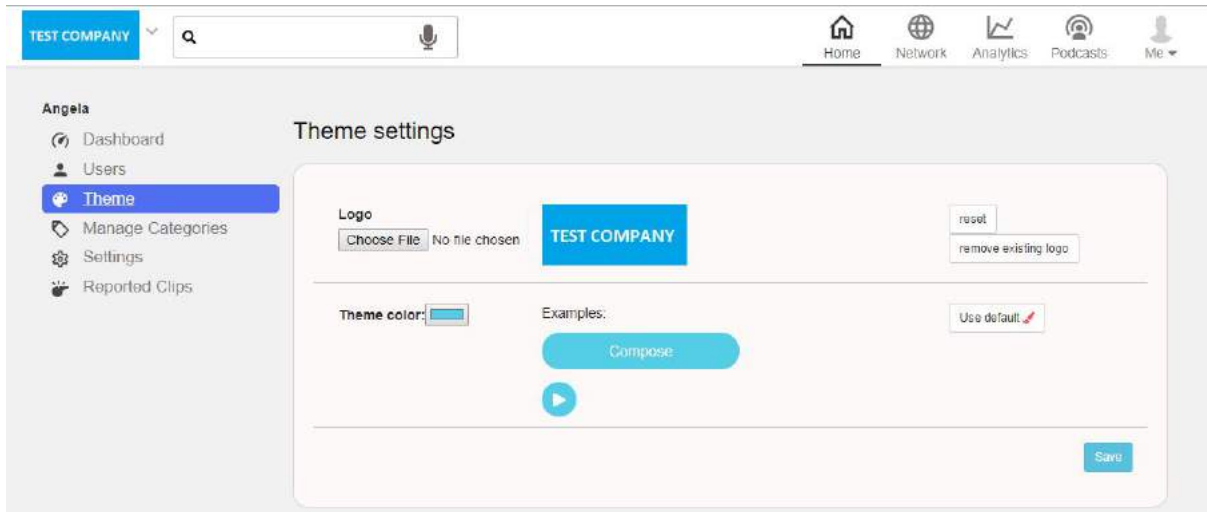 TEST COMPANY
Home Network Analytics Podcasts Me
Angela
Dashboard
Users
Theme
Manage Categories
Settings
Reported Clips
Theme settings
Logo
Choose File No file chosen
TEST COMPANY
reset
remove existing logo
Theme color:
Examples:
Use default
Compose
Save